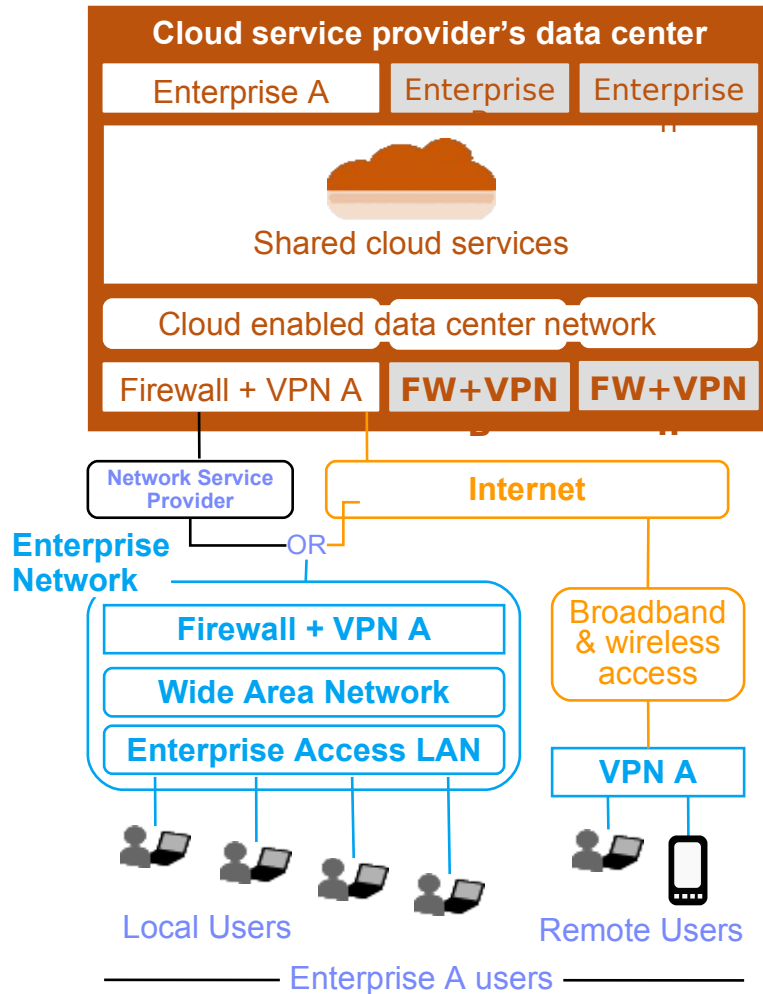 Cloud service provider's data center
Enterprise A
Enterprise
Enterprise
Shared cloud services
Cloud enabled data center network
Firewall + VPN A
FW+VPN
FW+VPN
Network Service
Provider
Internet
OR
Enterprise
Network
Firewall + VPN A
Wide Area Network
Enterprise Access LAN
Broadband
& wireless
access
VPN A
Local Users
Remote Users
Enterprise A users